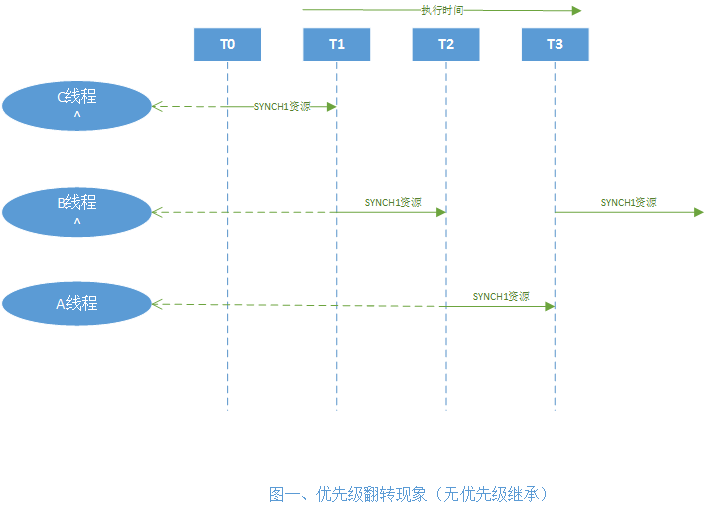 执行时间
T0 T1 T2 T3
C线程
^
SYNCH1资源
B线程
^
SYNCH1资源 SYNCH1资源
A线程
SYNCH1资源
图一、优先级翻转现象（无优先级继承）